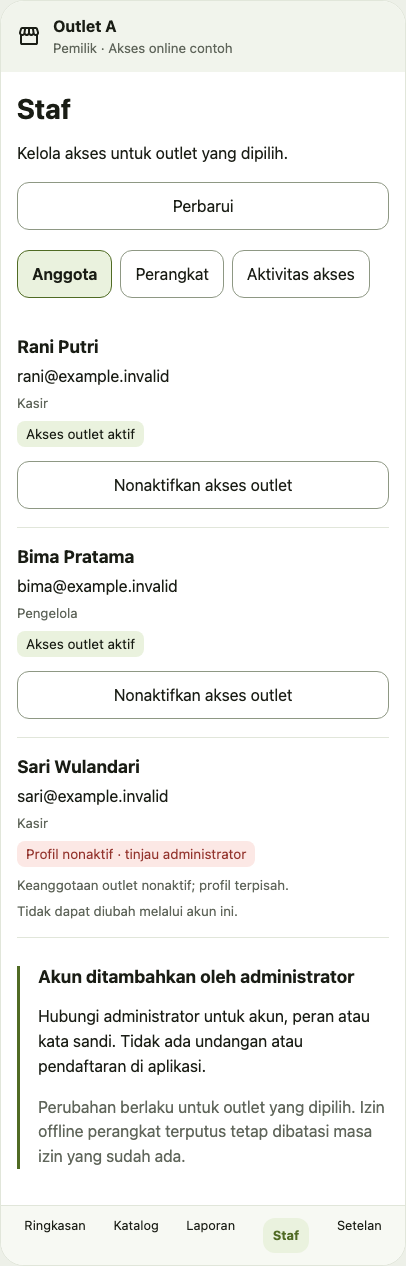 Outlet A
Pemilik · Akses online contoh
Staf
Kelola akses untuk outlet yang dipilih.
Perbarui
Anggota
Perangkat
Aktivitas akses
Rani Putri
rani@example.invalid
Kasir
Akses outlet aktif
Nonaktifkan akses outlet
Bima Pratama
bima@example.invalid
Pengelola
Akses outlet aktif
Nonaktifkan akses outlet
Sari Wulandari
sari@example.invalid
Kasir
Profil nonaktif · tinjau administrator
Keanggotaan outlet nonaktif; profil terpisah.
Tidak dapat diubah melalui akun ini.
Akun ditambahkan oleh administrator
Hubungi administrator untuk akun, peran atau
kata sandi. Tidak ada undangan atau
pendaftaran di aplikasi.
Perubahan berlaku untuk outlet yang dipilih. Izin
offline perangkat terputus tetap dibatasi masa
izin yang sudah ada.
Ringkasan
Katalog
Laporan
Staf
Setelan